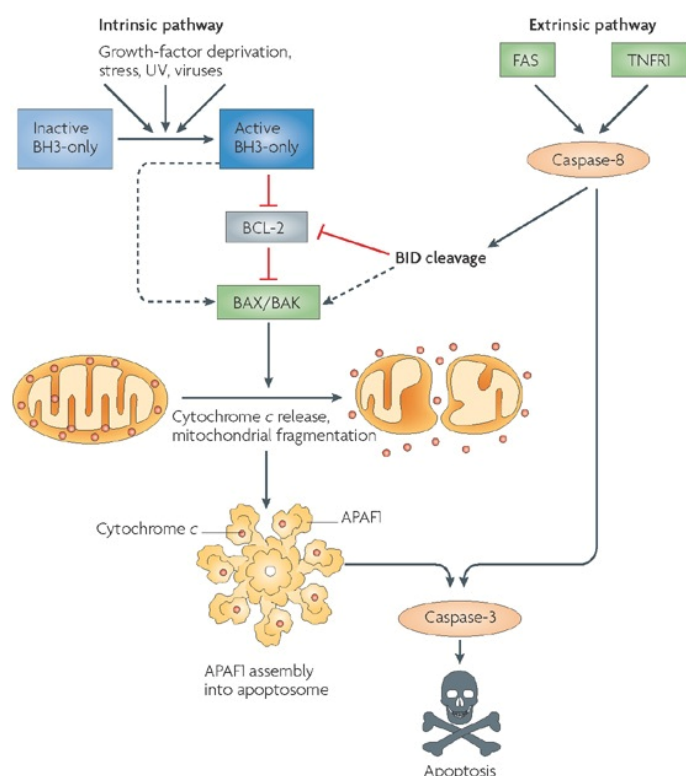 Intrinsic pathway
Growth-factor deprivation,
stress, UV, viruses
Inactive
BH3-only
Active
BH3-only
BCL-2
BAX/BAK
Extrinsic pathway
FAS
TNFR1
Caspase-8
BID cleavage
Cytochrome c release,
mitochondrial fragmentation
Cytochrome c
APAF1
APAF1 assembly
into apoptosome
Caspase-3
Apoptosis